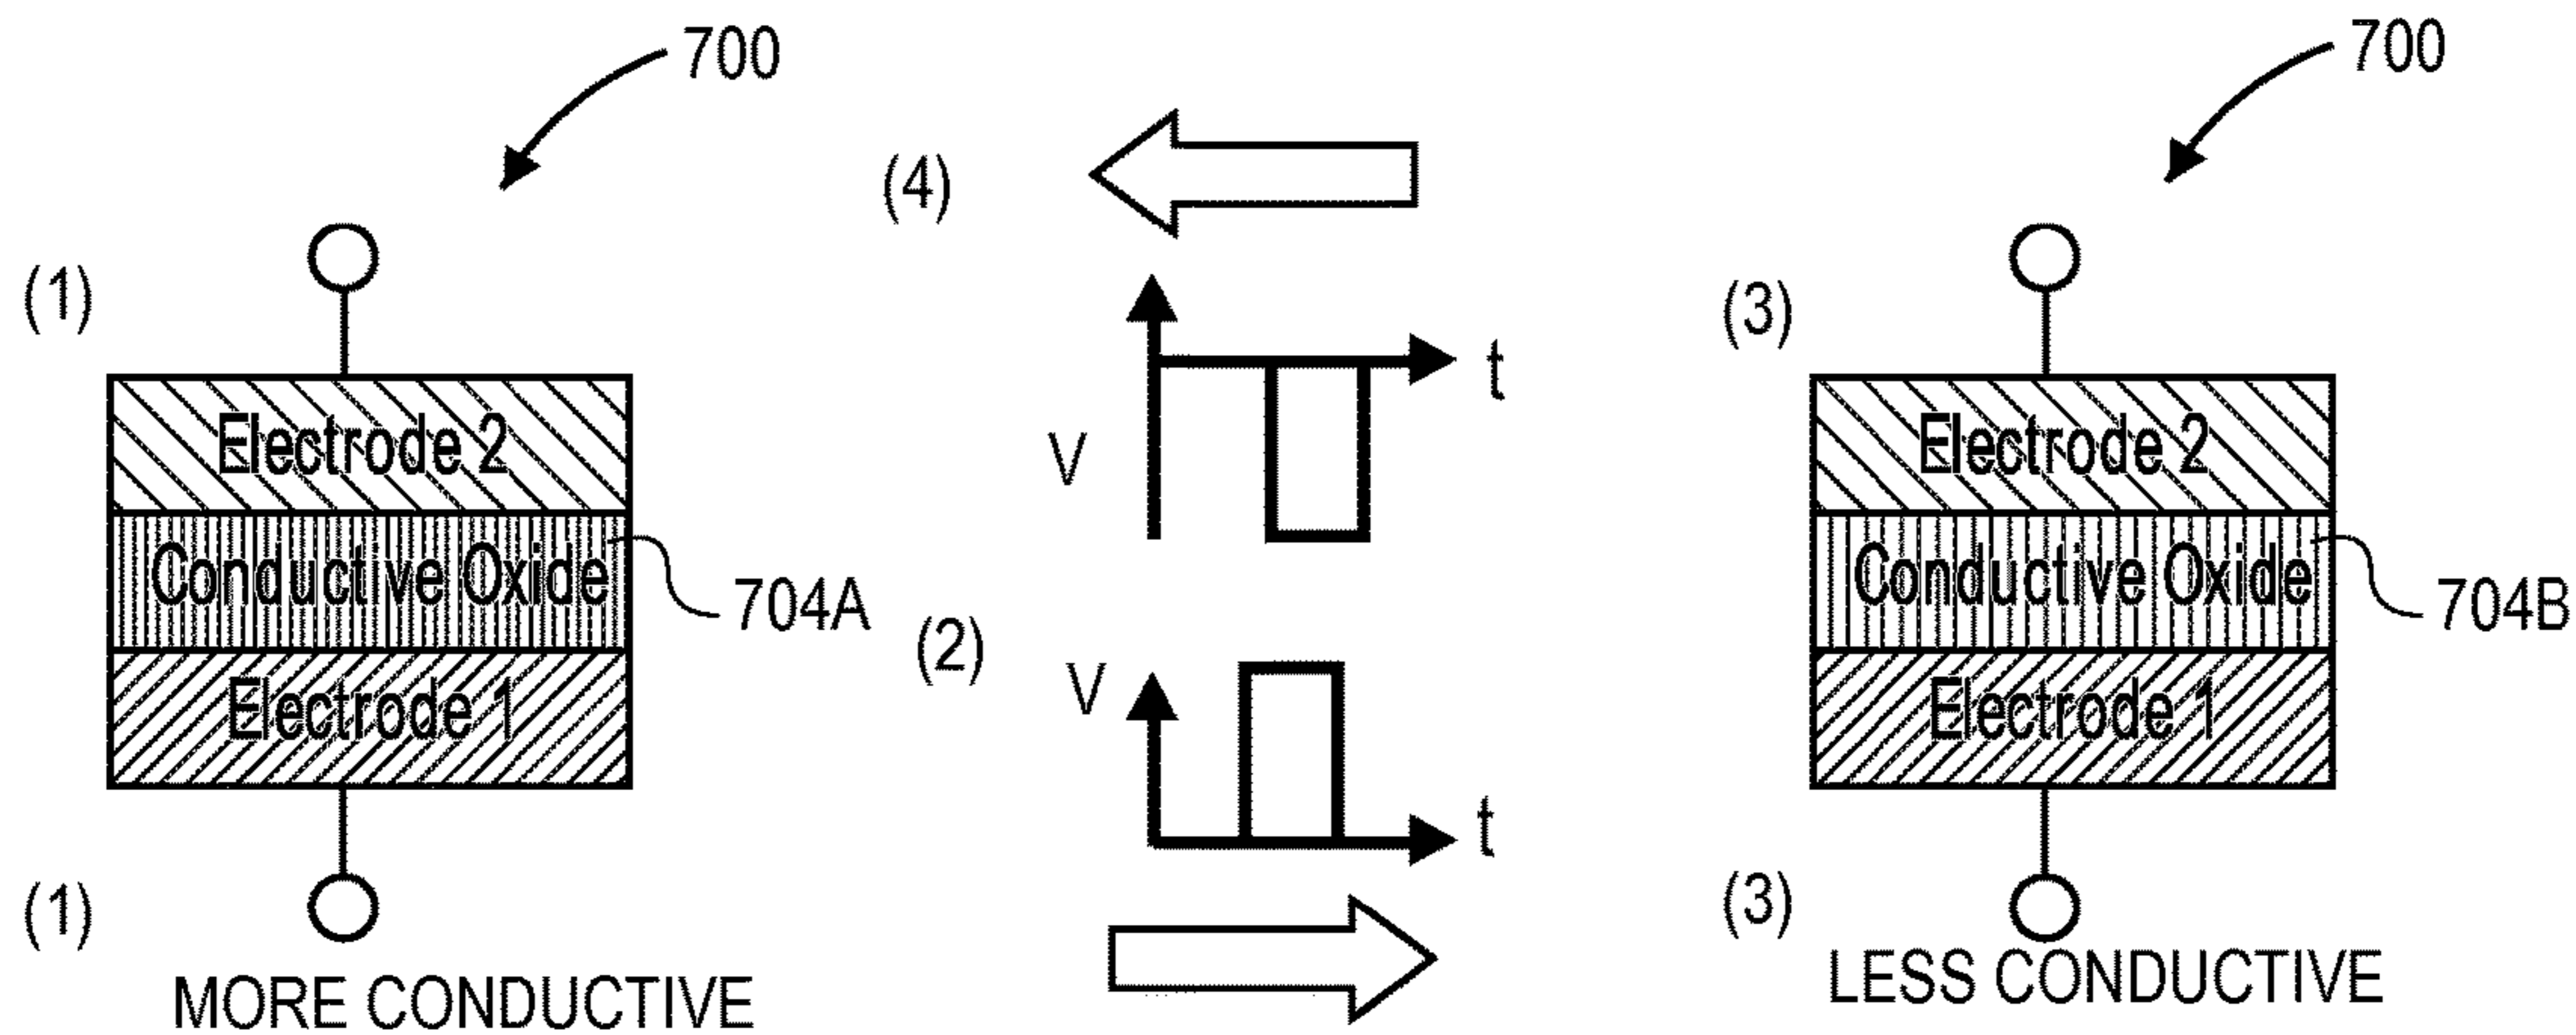 700
700
(4)
(1)
(3)
t
Electrode 2
V
Electrode 2
Conductive Oxide
Conductive Oxide
704A
704B
(2)
V
Electrode 1
Electrode 1
t
(1)
(3)
MORE CONDUCTIVE
LESS CONDUCTIVE